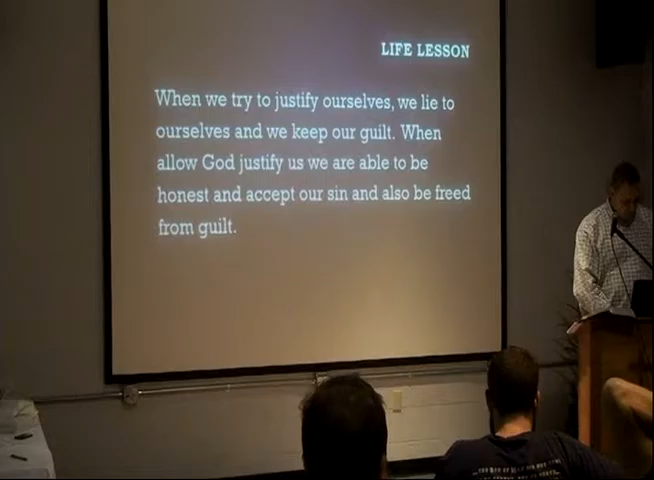 LIFE LESSON
When we try to justify ourselves, we lie to
ourselves and we keep our guilt. When
allow God justify us we are able to be
honest and accept our sin and also be freed
from guilt.